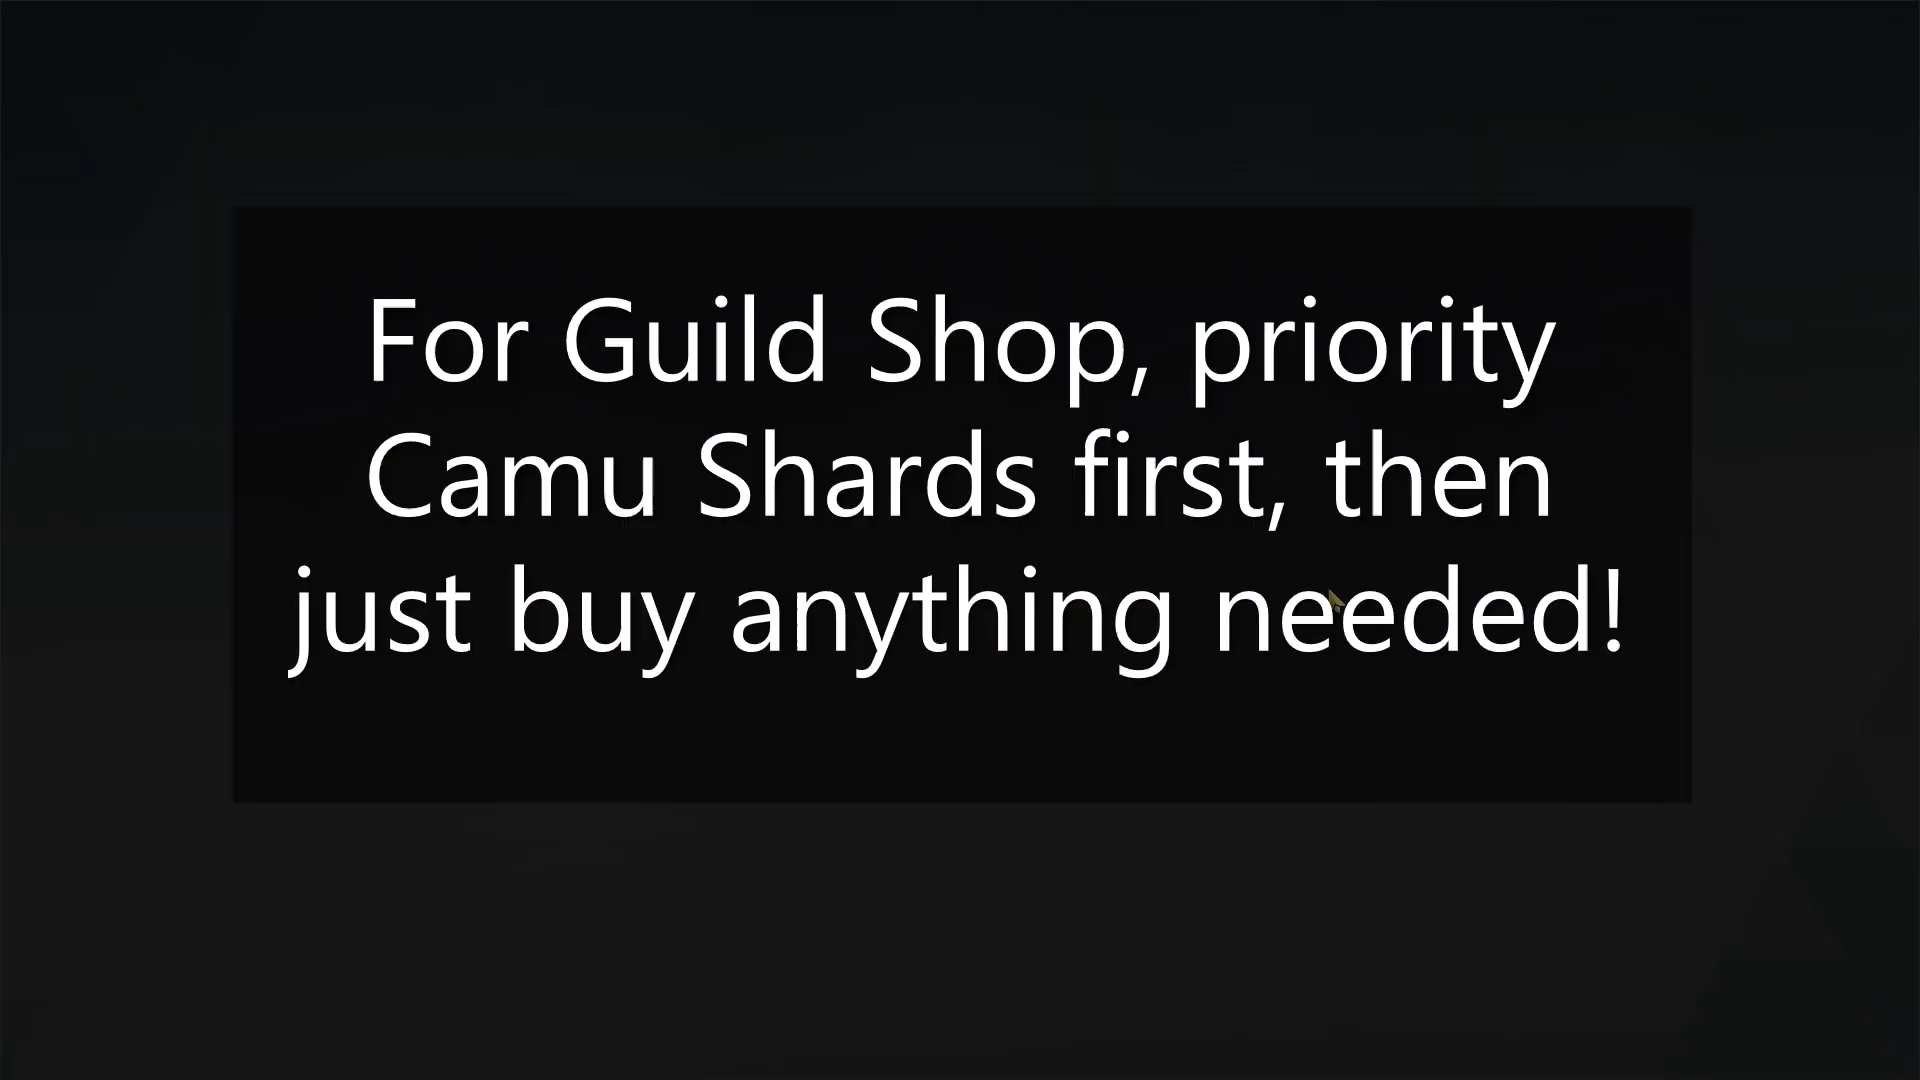 For Guild Shop, priority
Camu Shards first, then
just buy anything needed!